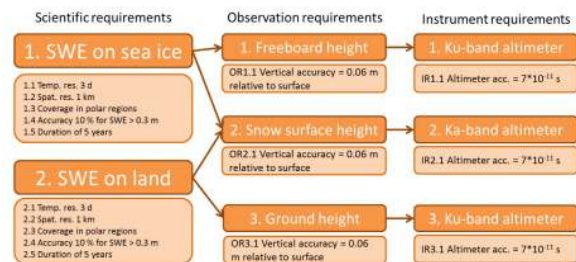 Scientific requirements
Observation requirements
Instrument requirements
1. SWE on sea ice
1.1 Temp. res. 3 d
1.2 Spat. res. 1 km
1.3 Coverage in polar regions
1.4 Accuracy 10 % for SWE > 0.3 m
1.5 Duration of 5 years
2. SWE on land
2.1 Temp. res. 3 d
2.2 Spat. res. 1 km
2.3 Coverage in polar regions
2.4 Accuracy 10 % for SWE > 0.3 m
2.5 Duration of 5 years
1. Freeboard height
OR1.1 Vertical accuracy = 0.06 m
relative to surface
2. Snow surface height
OR2.1 Vertical accuracy = 0.06 m
relative to surface
3. Ground height
OR3.1 Vertical accuracy = 0.06
m relative to surface
1. Ku-band altimeter
IR1.1 Altimeter acc. = 7*10⁻¹¹ s
2. Ka-band altimeter
IR2.1 Altimeter acc. = 7*10⁻¹¹ s
3. Ku-band altimeter
IR3.1 Altimeter acc. = 7*10⁻¹¹ s